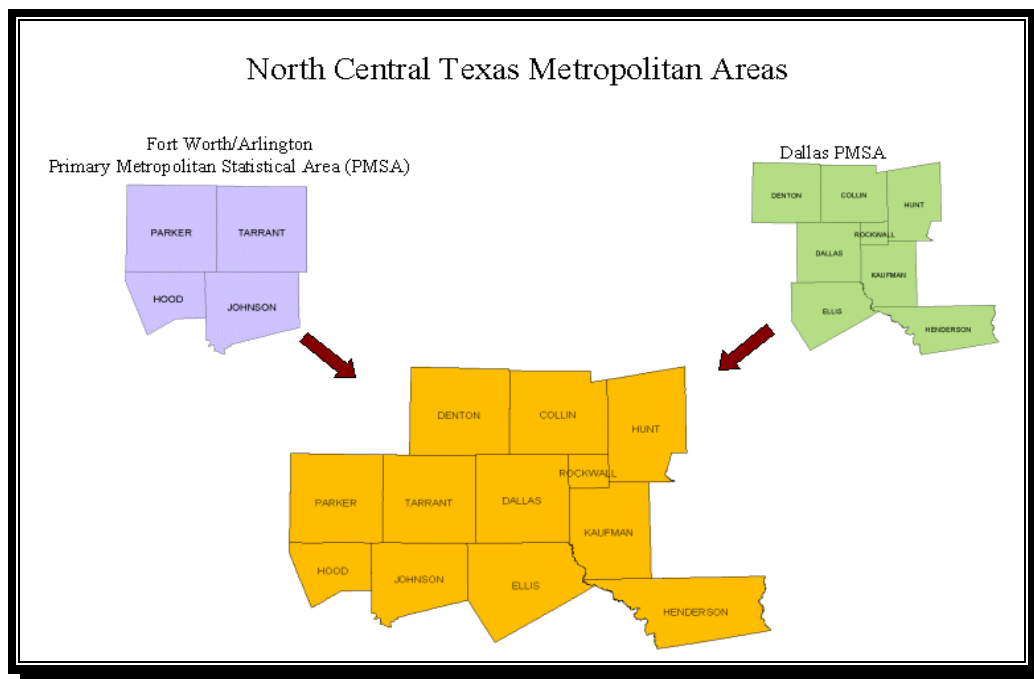 North Central Texas Metropolitan Areas
Fort Worth/Arlington
Primary Metropolitan Statistical Area (PMSA)
PARKER
TARRANT
HOOD
JOHNSON
Dallas PMSA
DENTON
COLLIN
HUNT
ROCKWALL
DALLAS
KAUFMAN
ELLIS
HENDERSON
DENTON
COLLIN
HUNT
ROCKWALL
PARKER
TARRANT
DALLAS
KAUFMAN
HOOD
JOHNSON
ELLIS
HENDERSON